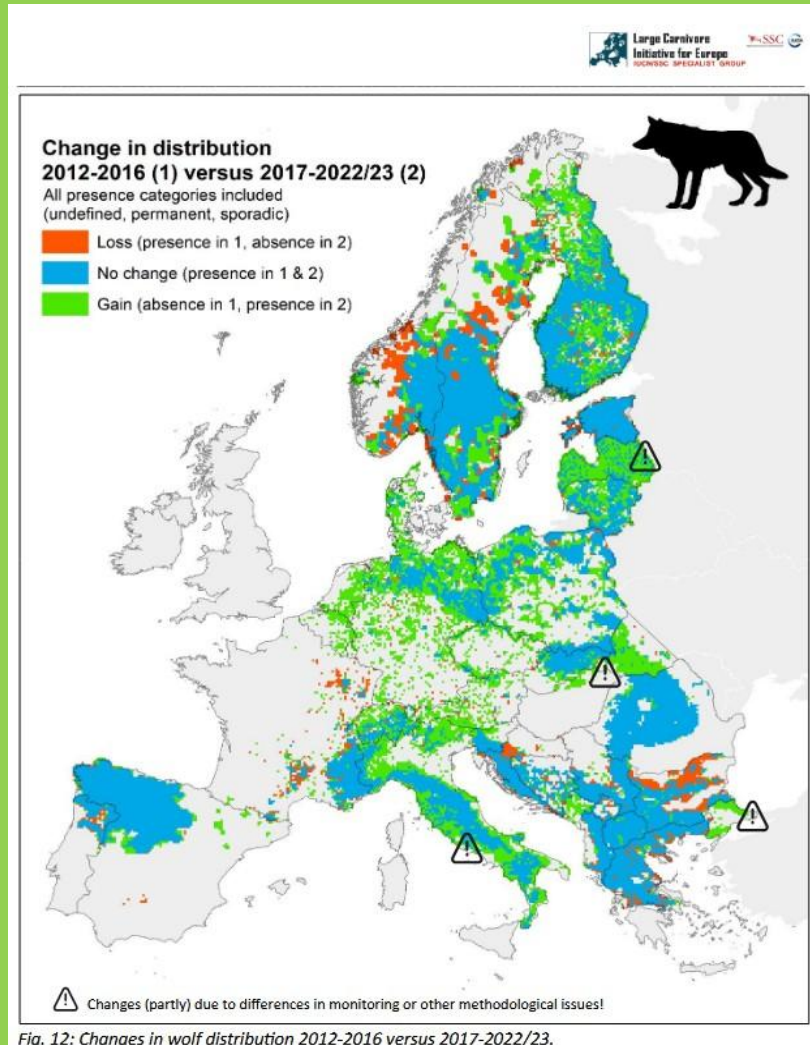 Large Carnivore
Initiative for Europe
IUCN/SSC SPECIALIST GROUP
SSC
Change in distribution
2012-2016 (1) versus 2017-2022/23 (2)
All presence categories included
(undefined, permanent, sporadic)
Loss (presence in 1, absence in 2)
No change (presence in 1 & 2)
Gain (absence in 1, presence in 2)
Changes (partly) due to differences in monitoring or other methodological issues!
Fig. 12: Changes in wolf distribution 2012-2016 versus 2017-2022/23.